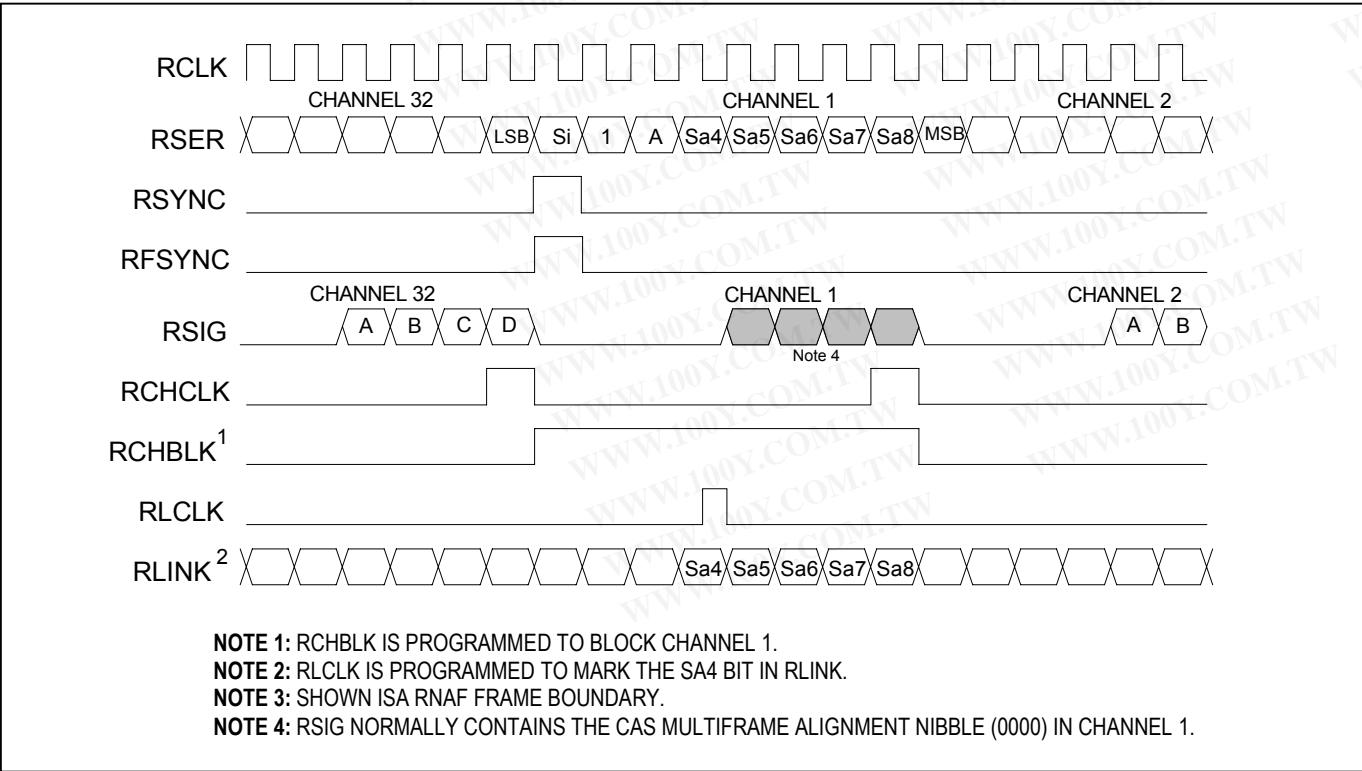 RCLK
CHANNEL 32 CHANNEL 1 CHANNEL 2
RSER LSB Si 1 A Sa4 Sa5 Sa6 Sa7 Sa8 MSB
RSYNC
RFSYNC
CHANNEL 32 CHANNEL 1 CHANNEL 2
RSIG A B C D A B
Note 4
RCHCLK
RCHBLK1
RLCLK
RLINK2 Sa4 Sa5 Sa6 Sa7 Sa8
NOTE 1: RCHBLK IS PROGRAMMED TO BLOCK CHANNEL 1.
NOTE 2: RLCLK IS PROGRAMMED TO MARK THE SA4 BIT IN RLINK.
NOTE 3: SHOWN ISA RNAF FRAME BOUNDARY.
NOTE 4: RSIG NORMALLY CONTAINS THE CAS MULTIFRAME ALIGNMENT NIBBLE (0000) IN CHANNEL 1.
WWW.100Y.COM.TW